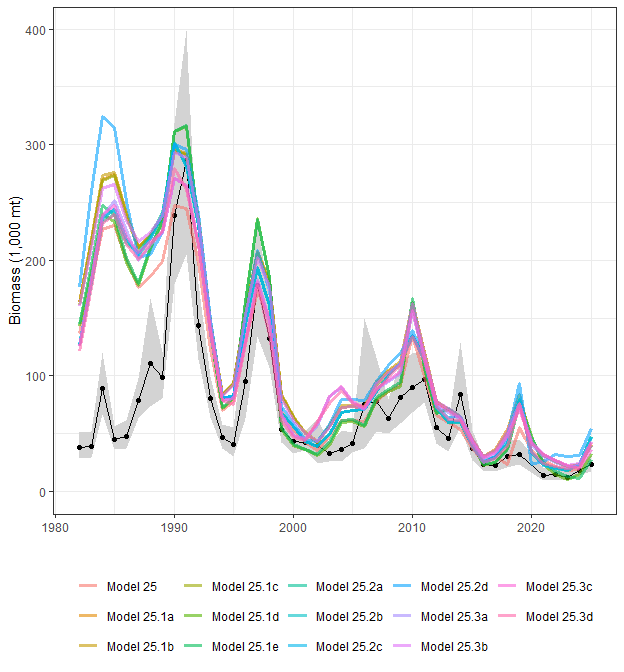 400
300
200
100
0
Biomass (1,000 mt)
1980 1990 2000 2010 2020
Model 25 Model 25.1c Model 25.2a Model 25.2d Model 25.3c
Model 25.1a Model 25.1d Model 25.2b Model 25.3a Model 25.3d
Model 25.1b Model 25.1e Model 25.2c Model 25.3b